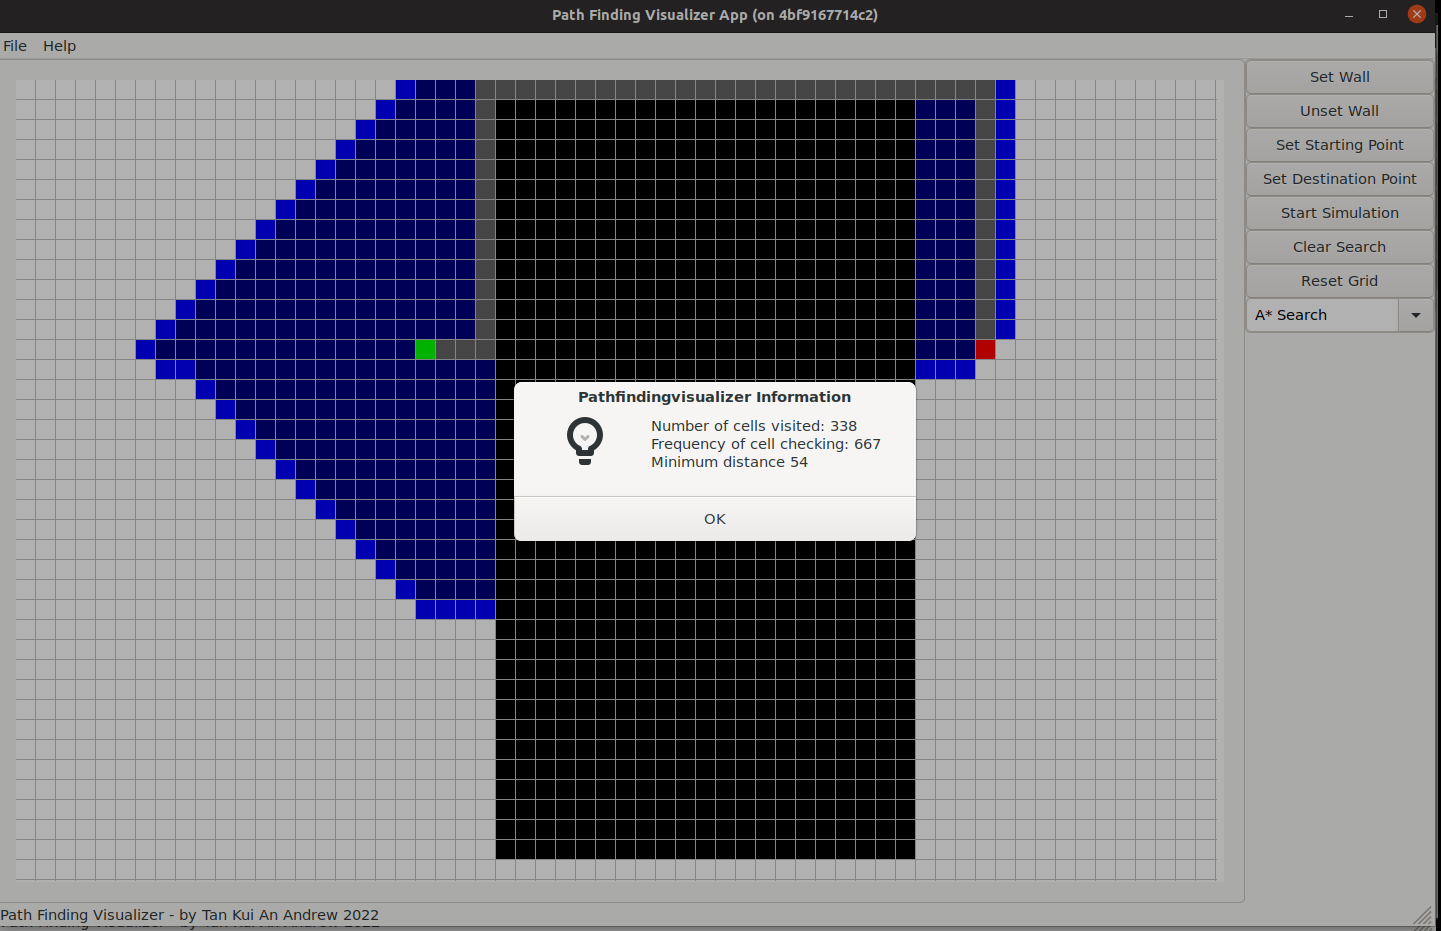 Path Finding Visualizer App (on 4bf9167714c2)
File Help
Set Wall
Unset Wall
Set Starting Point
Set Destination Point
Start Simulation
Clear Search
Reset Grid
A* Search
Pathfindingvisualizer Information
Number of cells visited: 338
Frequency of cell checking: 667
Minimum distance 54
OK
Path Finding Visualizer - by Tan Kui An Andrew 2022